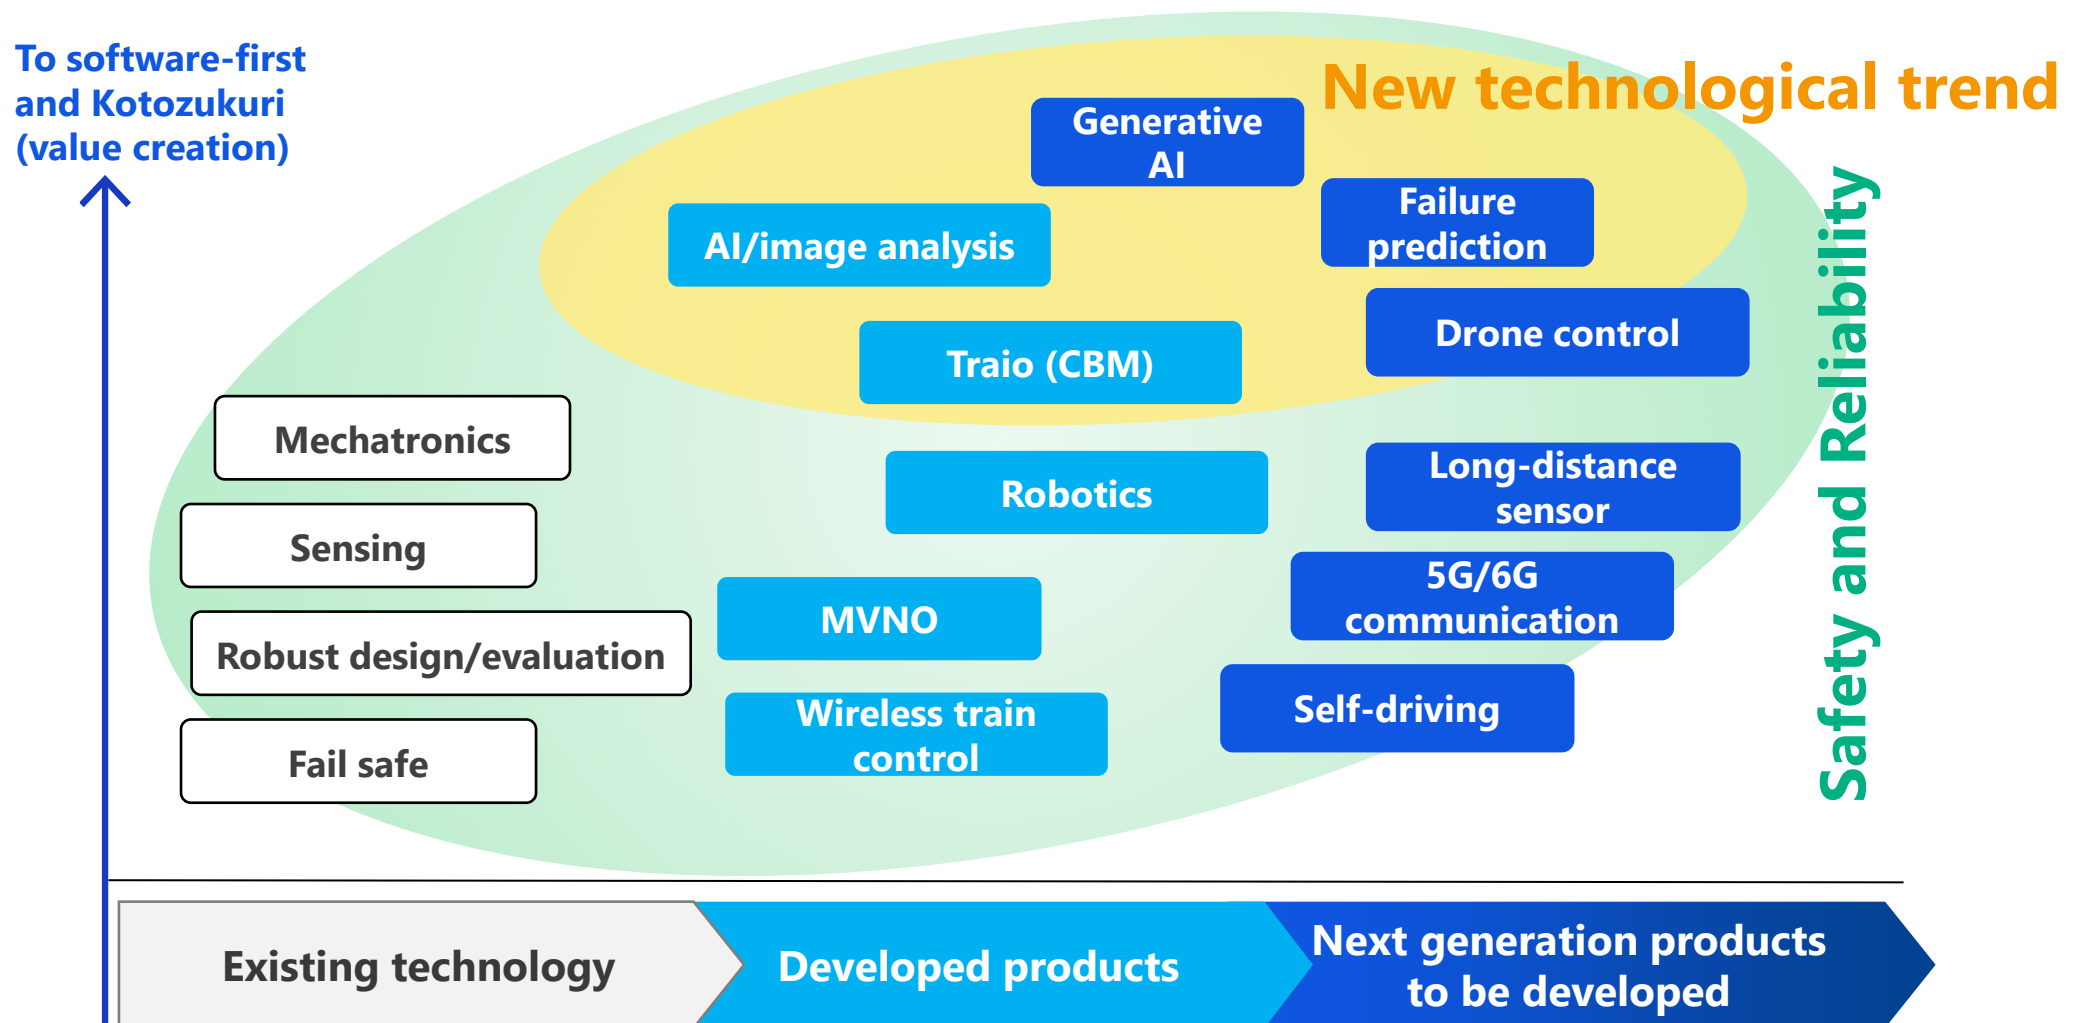 To software-first
and Kotozukuri
(value creation)
New technological trend
Generative
AI
Failure
prediction
AI/image analysis
Drone control
Traio (CBM)
Mechatronics
Robotics
Long-distance
sensor
Sensing
5G/6G
communication
MVNO
Robust design/evaluation
Self-driving
Wireless train
control
Fail safe
Safety and Reliability
Existing technology
Developed products
Next generation products
to be developed